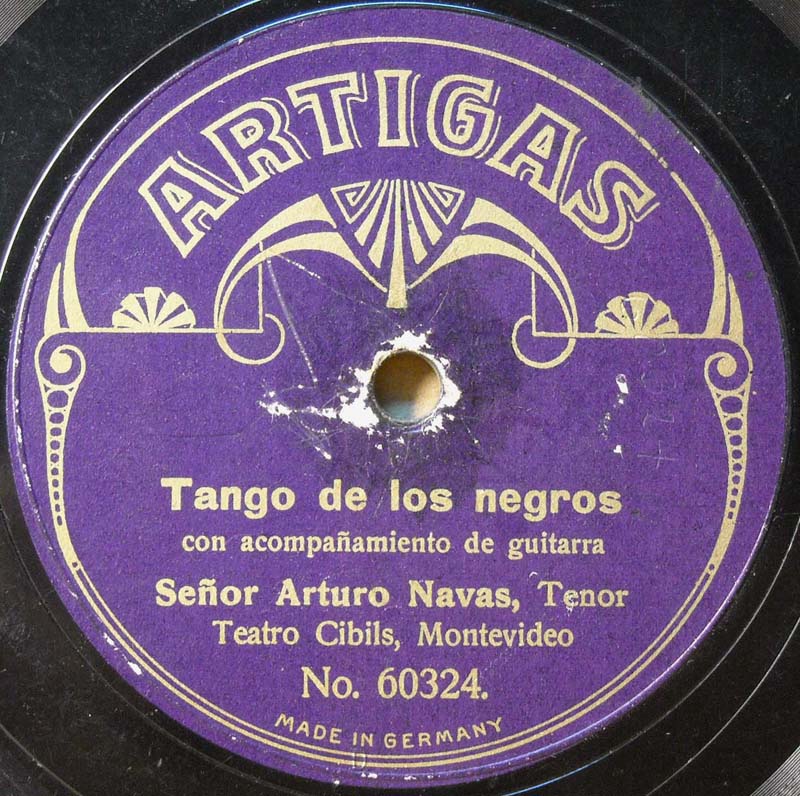 ARTIGAS
Tango de los negros
con acompañamiento de guitarra
Señor Arturo Navas, Tenor
Teatro Cibils, Montevideo
No. 60324.
MADE IN GERMANY